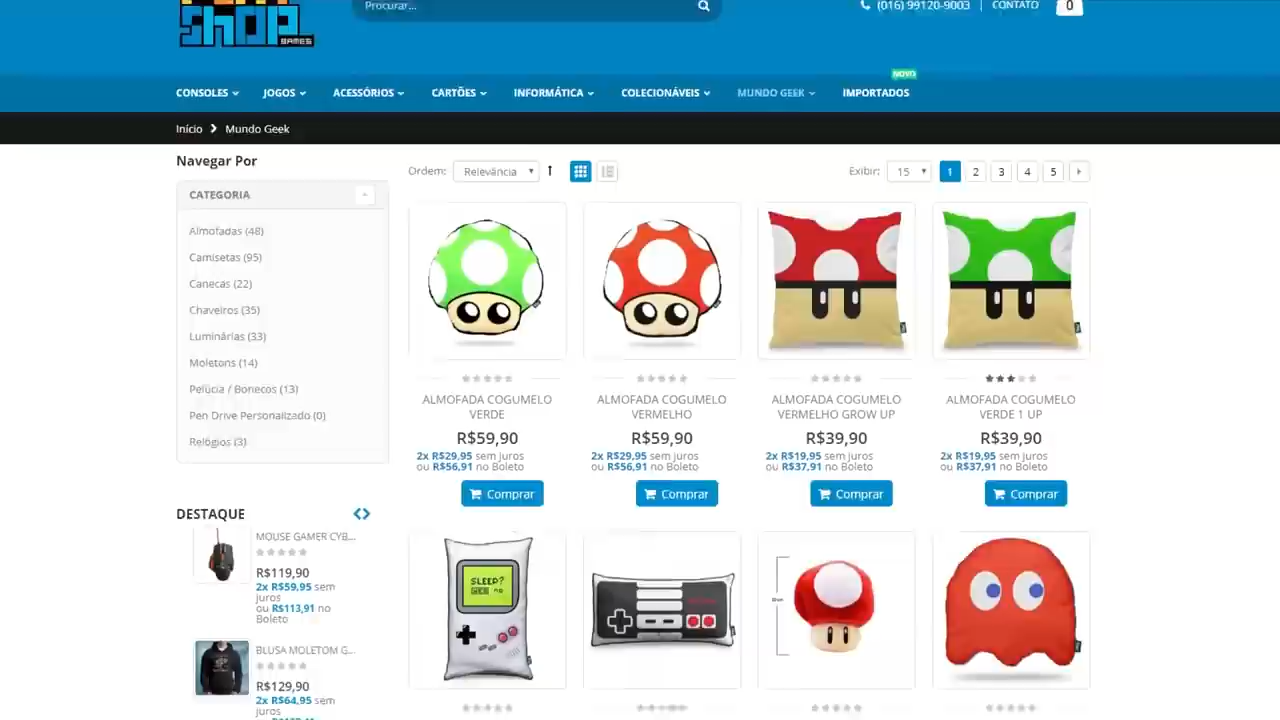 Procurar...
(016) 99120-9003 | CONTATO
0
SHOP
GAMES
NOVO
CONSOLES
JOGOS
ACESSÓRIOS
CARTÕES
INFORMÁTICA
COLECIONÁVEIS
MUNDO GEEK
IMPORTADOS
Início
Mundo Geek
Navegar Por
CATEGORIA
Almofadas (48)
Camisetas (95)
Canecas (22)
Chaveiros (35)
Luminárias (33)
Moletons (14)
Pelúcia / Bonecos (13)
Pen Drive Personalizado (0)
Relógios (3)
DESTAQUE
MOUSE GAMER CYB...
R$119,90
2x R$59,95 sem
juros
ou R$113,91 no
Boleto
BLUSA MOLETOM G...
R$129,90
2x R$64,95 sem
juros
Ordem: Relevância
Exibir: 15
1 2 3 4 5
ALMOFADA COGUMELO
VERDE
R$59,90
2x R$29,95 sem juros
ou R$56,91 no Boleto
Comprar
ALMOFADA COGUMELO
VERMELHO
R$59,90
2x R$29,95 sem juros
ou R$56,91 no Boleto
Comprar
ALMOFADA COGUMELO
VERMELHO GROW UP
R$39,90
2x R$19,95 sem juros
ou R$37,91 no Boleto
Comprar
ALMOFADA COGUMELO
VERDE 1 UP
R$39,90
2x R$19,95 sem juros
ou R$37,91 no Boleto
Comprar
SLEEP?